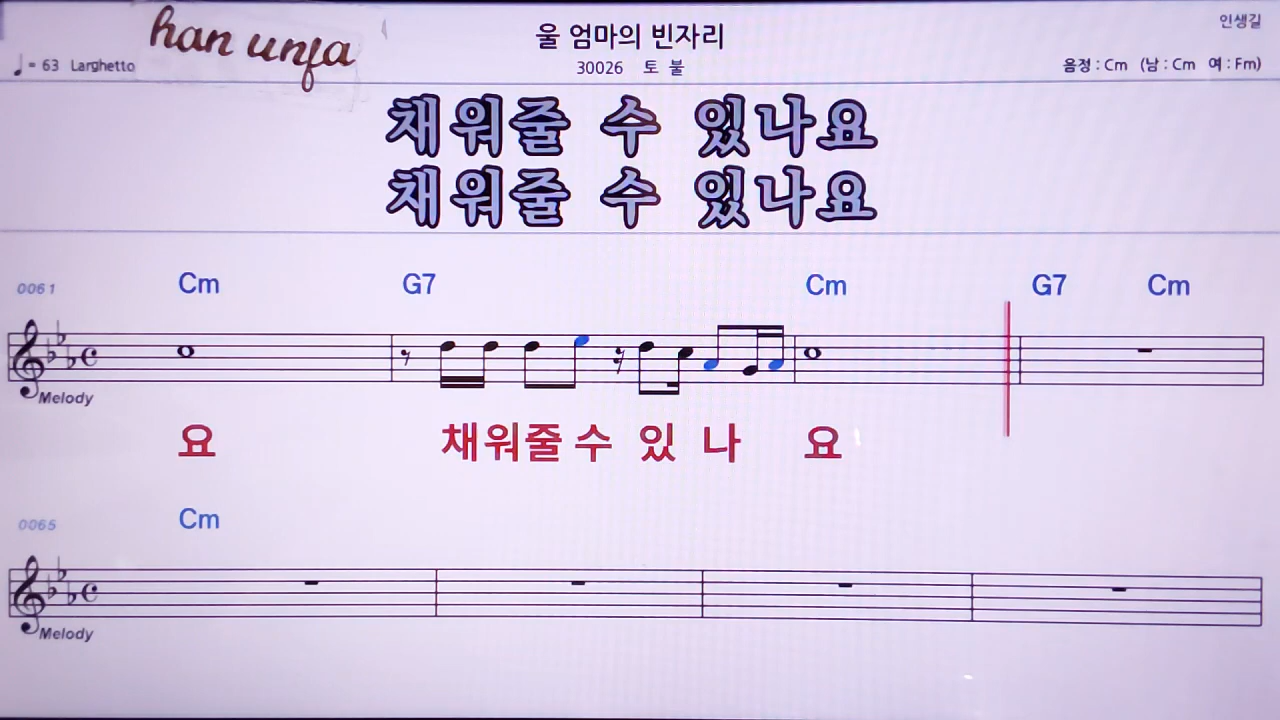 han unfa
울 엄마의 빈자리
인생길
♩= 63 Larghetto
30026 토 불
음정 : Cm (남 : Cm 여 : Fm)
채워줄 수 있나요
채워줄 수 있나요
0061 Cm G7 Cm G7 Cm
Melody
요 채워줄 수 있 나 요
0065 Cm
Melody